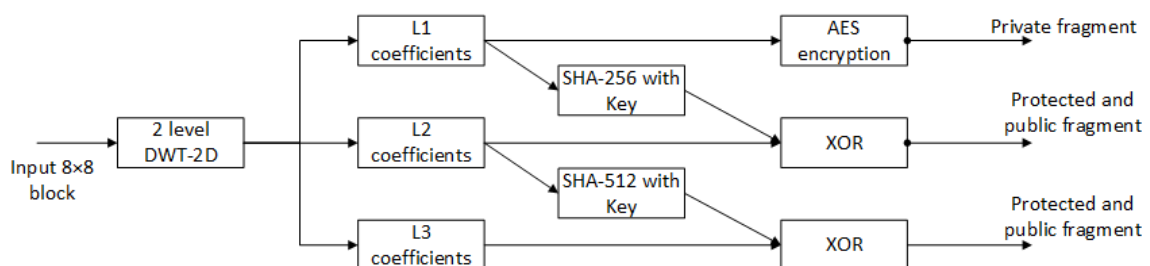 L1
coefficients
AES
encryption
Private fragment
SHA-256 with
Key
Input 8×8
block
2 level
DWT-2D
L2
coefficients
XOR
Protected and
public fragment
SHA-512 with
Key
L3
coefficients
XOR
Protected and
public fragment